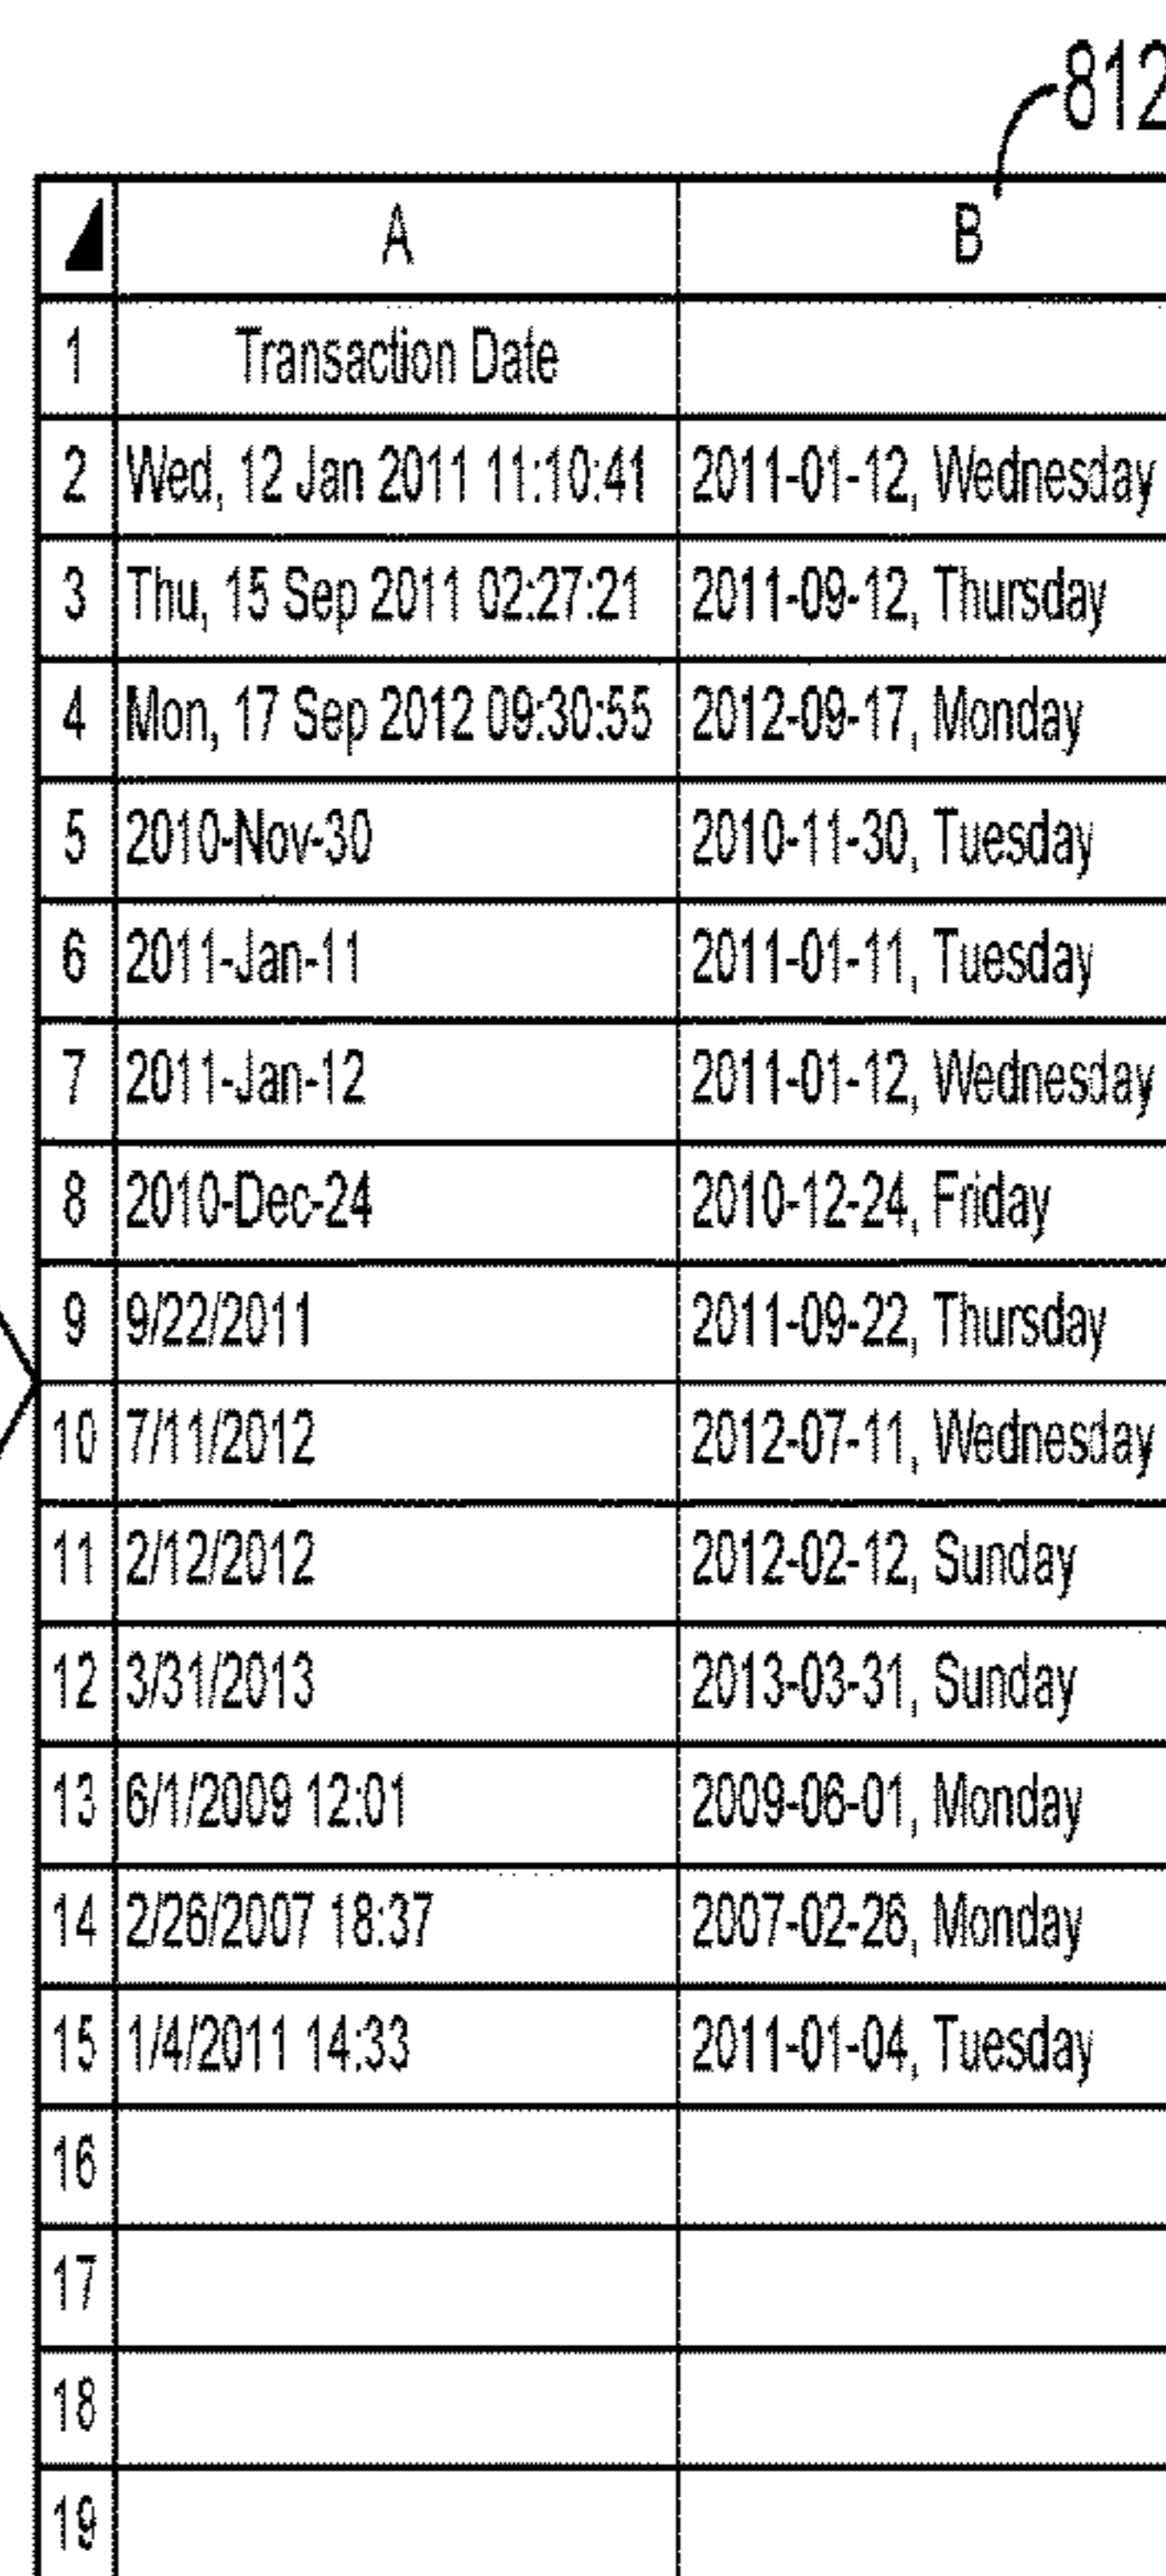 812
A B
1 Transaction Date
2 Wed, 12 Jan 2011 11:10:41 2011-01-12, Wednesday
3 Thu, 15 Sep 2011 02:27:21 2011-09-12, Thursday
4 Mon, 17 Sep 2012 09:30:55 2012-09-17, Monday
5 2010-Nov-30 2010-11-30, Tuesday
6 2011-Jan-11 2011-01-11, Tuesday
7 2011-Jan-12 2011-01-12, Wednesday
8 2010-Dec-24 2010-12-24, Friday
9 9/22/2011 2011-09-22, Thursday
10 7/11/2012 2012-07-11, Wednesday
11 2/12/2012 2012-02-12, Sunday
12 3/31/2013 2013-03-31, Sunday
13 6/1/2009 12:01 2009-06-01, Monday
14 2/26/2007 18:37 2007-02-26, Monday
15 1/4/2011 14:33 2011-01-04, Tuesday
16
17
18
19